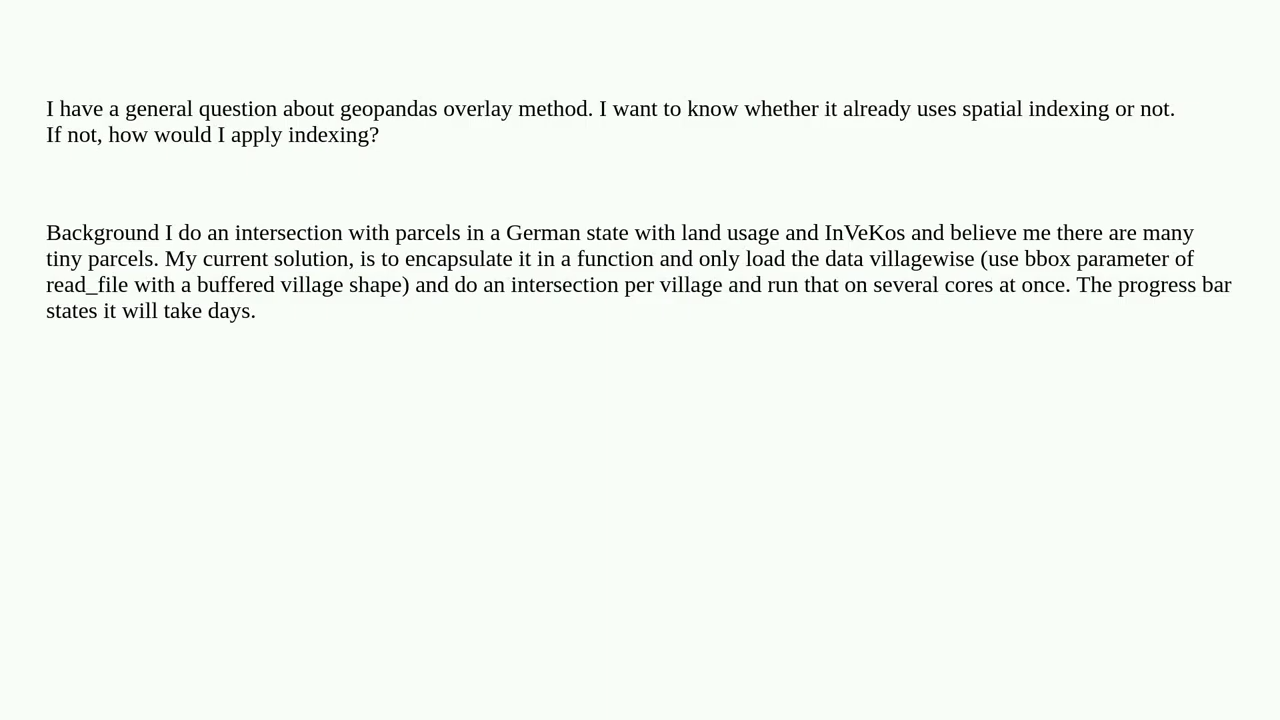 I have a general question about geopandas overlay method. I want to know whether it already uses spatial indexing or not.
If not, how would I apply indexing?
Background I do an intersection with parcels in a German state with land usage and InVeKos and believe me there are many
tiny parcels. My current solution, is to encapsulate it in a function and only load the data villagewise (use bbox parameter of
read_file with a buffered village shape) and do an intersection per village and run that on several cores at once. The progress bar
states it will take days.